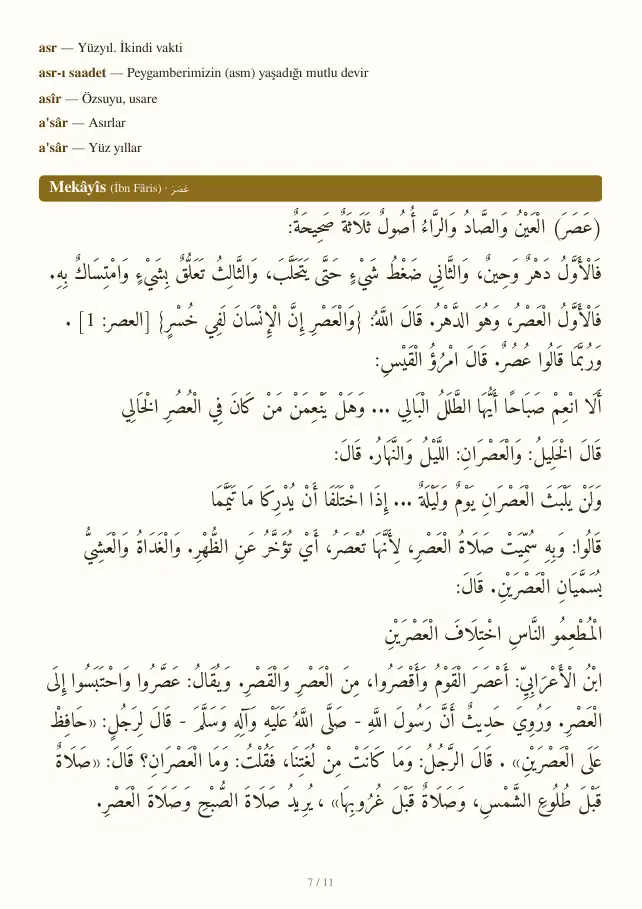 asr — Yüzyıl. İkindi vakti
asr-ı saadet — Peygamberimizin (asm) yaşadığı mutlu devir
asîr — Özsuyu, usare
a'sâr — Asırlar
a'sâr — Yüz yıllar
Mekâyîs (İbn Fâris) · عَصَرَ
(عَصَرَ) الْعَيْنُ وَالصَّادُ وَالرَّاءُ أُصُولٌ ثَلَاثَةٌ صَحِيحَةٌ:
فَالْأَوَّلُ دَهْرٌ وَحِينٌ، وَالثَّانِي ضَغْطُ شَيْءٍ حَتَّى يَتَحَلَّبَ، وَالثَّالِثُ تَعَلُّقٌ بِشَيْءٍ وَامْتِسَاكٌ بِهِ.
فَالْأَوَّلُ الْعَصْرُ، وَهُوَ الدَّهْرُ. قَالَ اللَّهُ: {وَالْعَصْرِ إِنَّ الْإِنْسَانَ لَفِي خُسْرٍ} [العصر: 1] .
وَرُبَّمَا قَالُوا عُصُرٌ. قَالَ امْرُؤُ الْقَيْسِ:
أَلَا انْعِمْ صَبَاحًا أَيُّهَا الطَّلَلُ الْبَالِي ... وَهَلْ يَنْعِمَنْ مَنْ كَانَ فِي الْعُصُرِ الْخَالِي
قَالَ الْخَلِيلُ: وَالْعَصْرَانِ: اللَّيْلُ وَالنَّهَارُ. قَالَ:
وَلَنْ يَلْبَثَ الْعَصْرَانِ يَوْمٌ وَلَيْلَةٌ ... إِذَا اخْتَلَفَا أَنْ يُدْرِكَا مَا تَيَمَّمَا
قَالُوا: وَبِهِ سُمِّيَتْ صَلَاةُ الْعَصْرِ، لِأَنَّهَا تُعْصَرُ، أَيْ تُؤَخَّرُ عَنِ الظُّهْرِ. وَالْغَدَاةُ وَالْعَشِيُّ
يُسَمَّيَانِ الْعَصْرَيْنِ. قَالَ:
الْمُطْعِمُو النَّاسِ اخْتِلَافَ الْعَصْرَيْنِ
ابْنُ الْأَعْرَابِيِّ: أَعْصَرَ الْقَوْمُ وَأَقْصَرُوا، مِنَ الْعَصْرِ وَالْقَصْرِ. وَيُقَالُ: عَصَّرُوا وَاحْتَبَسُوا إِلَى
الْعَصْرِ. وَرُوِيَ حَدِيثٌ أَنَّ رَسُولَ اللَّهِ - صَلَّى اللَّهُ عَلَيْهِ وَآلِهِ وَسَلَّمَ - قَالَ لِرَجُلٍ: «حَافِظْ
عَلَى الْعَصْرَيْنِ» . قَالَ الرَّجُلُ: وَمَا كَانَتْ مِنْ لُغَتِنَا، فَقُلْتُ: وَمَا الْعَصْرَانِ؟ قَالَ: «صَلَاةٌ
قَبْلَ طُلُوعِ الشَّمْسِ، وَصَلَاةٌ قَبْلَ غُرُوبِهَا» ، يُرِيدُ صَلَاةَ الصُّبْحِ وَصَلَاةَ الْعَصْرِ.
7 / 11